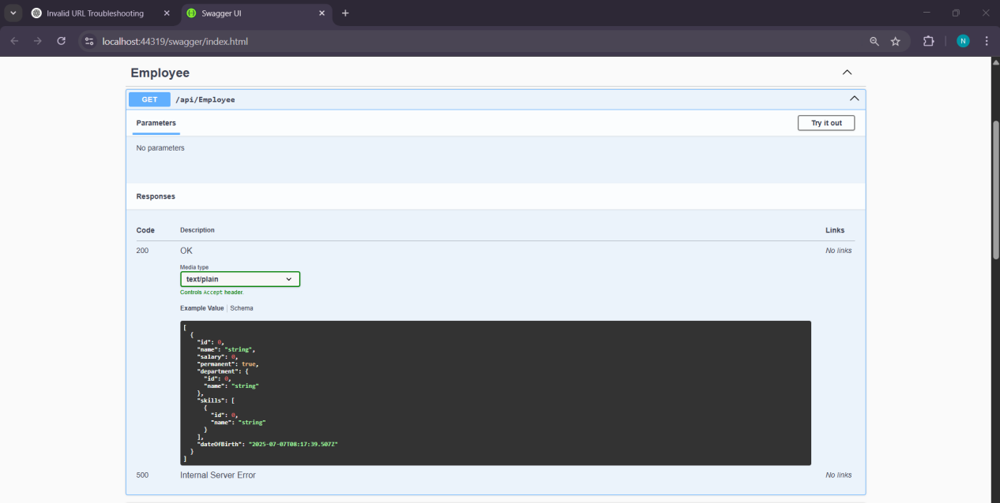 Invalid URL Troubleshooting
Swagger UI
localhost:44319/swagger/index.html
N
Employee
GET /api/Employee
Parameters
Try it out
No parameters
Responses
Code Description Links
200 OK No links
Media type
text/plain
Controls Accept header.
Example Value | Schema
[
{
"id": 0,
"name": "string",
"salary": 0,
"permanent": true,
"department": {
"id": 0,
"name": "string"
},
"skills": [
{
"id": 0,
"name": "string"
}
],
"dateOfBirth": "2025-07-07T08:17:39.507Z"
}
]
500 Internal Server Error No links